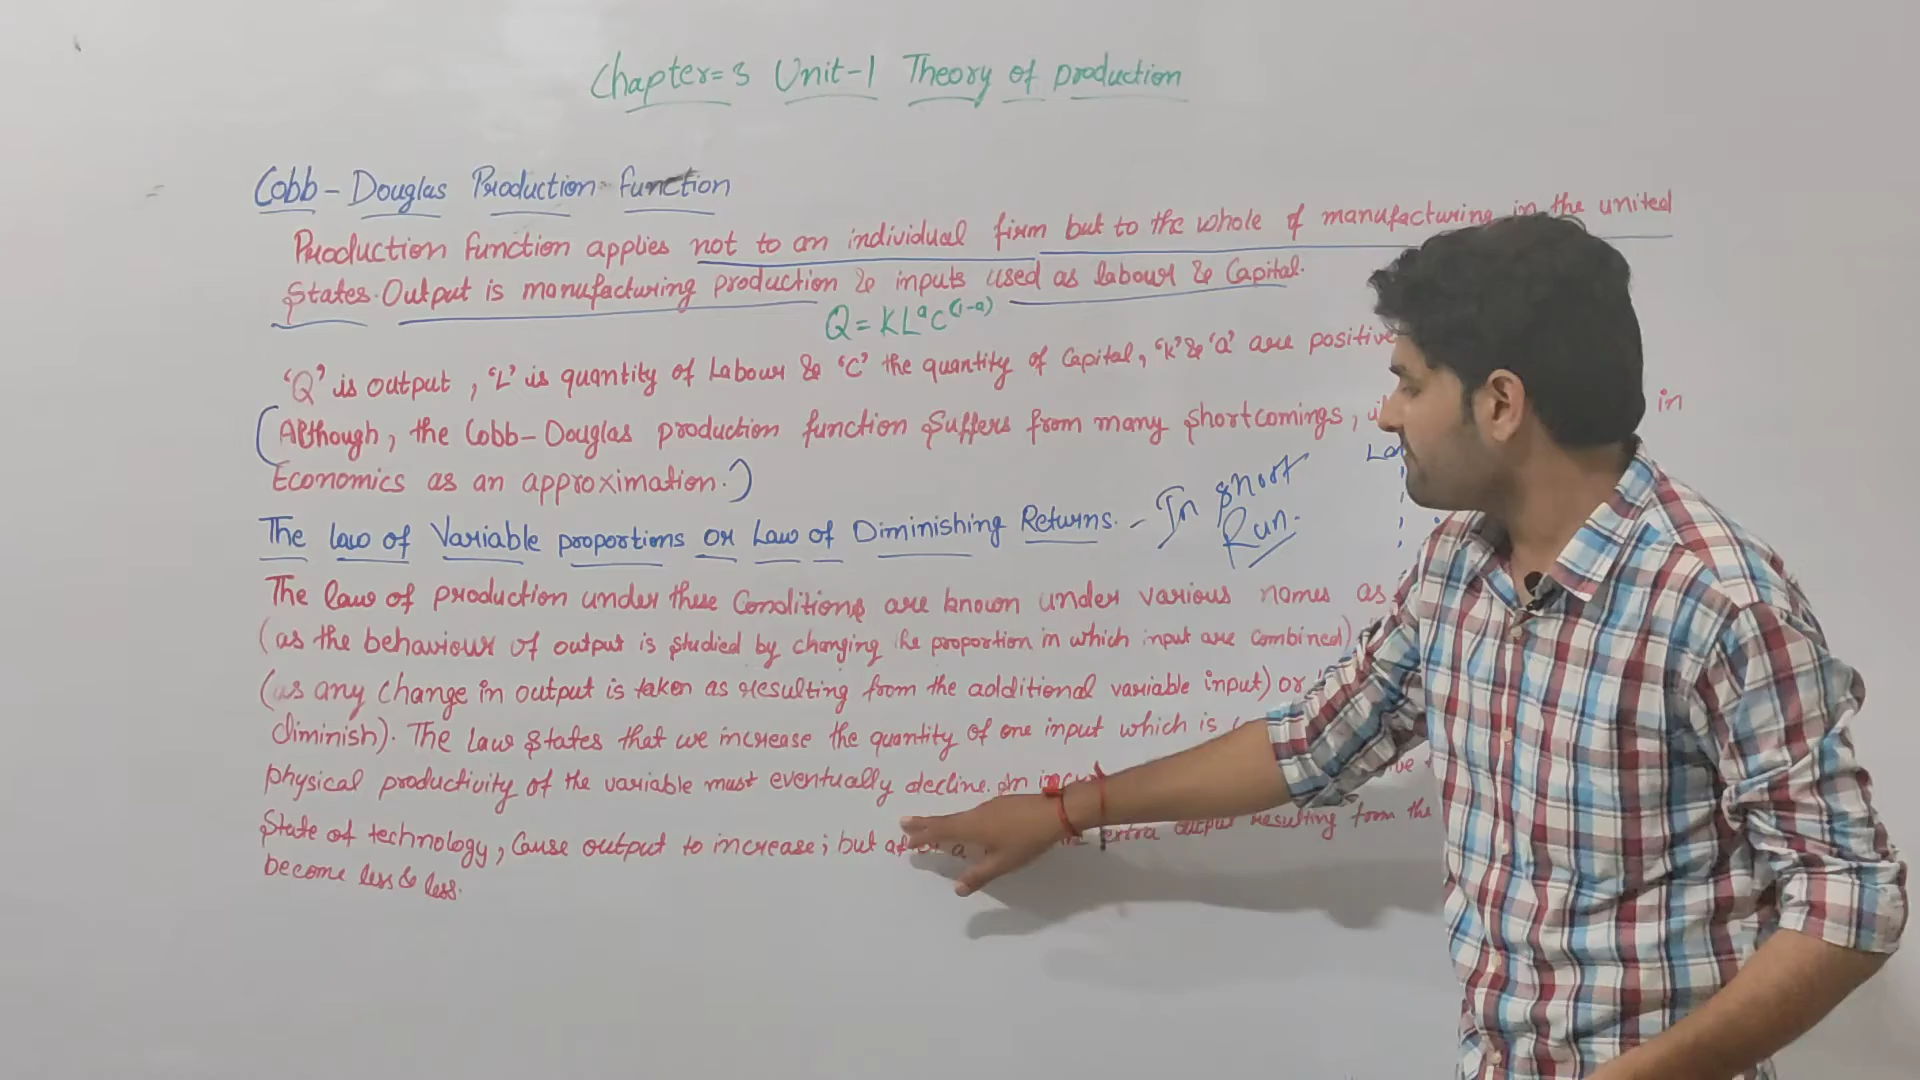 Chapter=3 Unit-1 Theory of production
Cobb-Douglas Production function
Production function applies not to an individual firm but to the whole of manufacturing in the united
States. Output is manufacturing production & inputs used as labour & Capital.
Q = KLᵃC⁽¹⁻ᵃ⁾
'Q' is output, 'L' is quantity of Labour & 'C' the quantity of Capital, 'K' & 'a' are positive
(Although, the Cobb-Douglas production function Suffers from many shortcomings, in
Economics as an approximation.)
The law of Variable proportions or Law of Diminishing Returns. - In short
Run.
The law of production under these Conditions are known under various names as
(as the behaviour of output is studied by changing the proportion in which input are combined)
(as any change in output is taken as resulting from the additional variable input) or
diminish). The Law states that we increase the quantity of one input which is
physical productivity of the variable must eventually decline.
State of technology, Cause output to increase; but extra output resulting from the
become less & less.